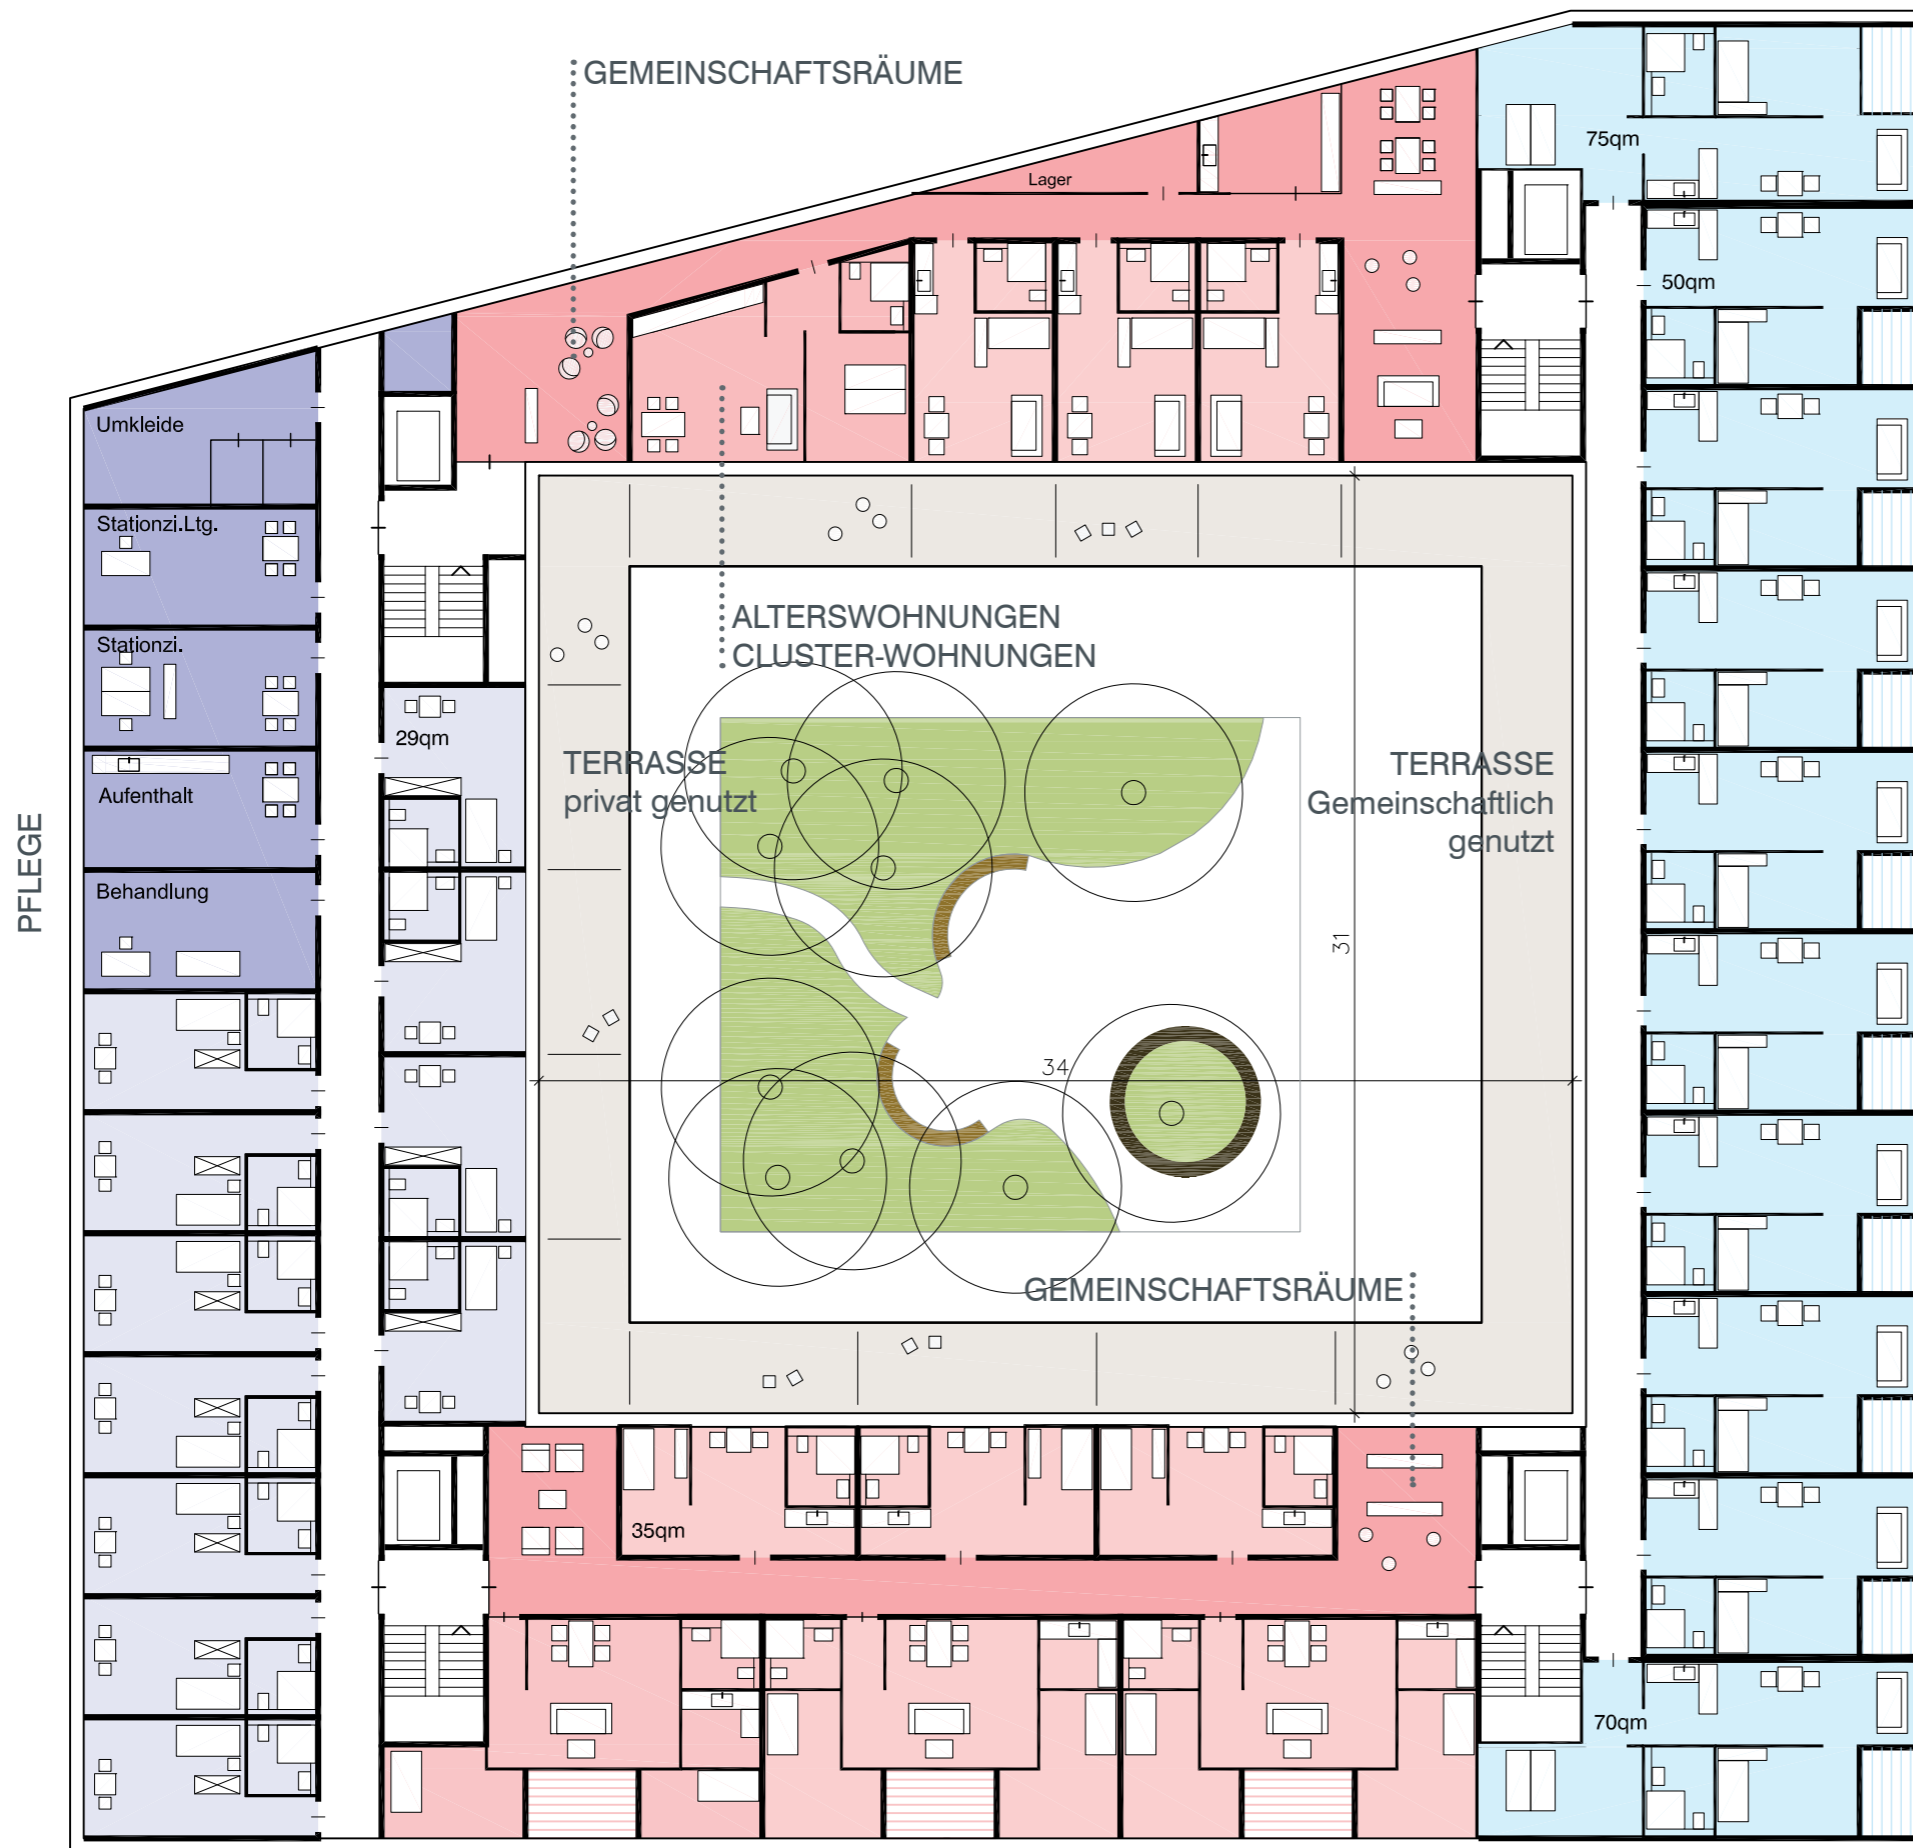 GEMEINSCHAFTSRÄUME
75qm
Lager
50qm
Umkleide
Stationzi.Ltg.
ALTERSWOHNUNGEN
CLUSTER-WOHNUNGEN
Stationzi.
29qm
TERRASSE
privat genutzt
TERRASSE
Gemeinschaftlich
genutzt
Aufenthalt
PFLEGE
Behandlung
31
34
GEMEINSCHAFTSRÄUME
35qm
70qm